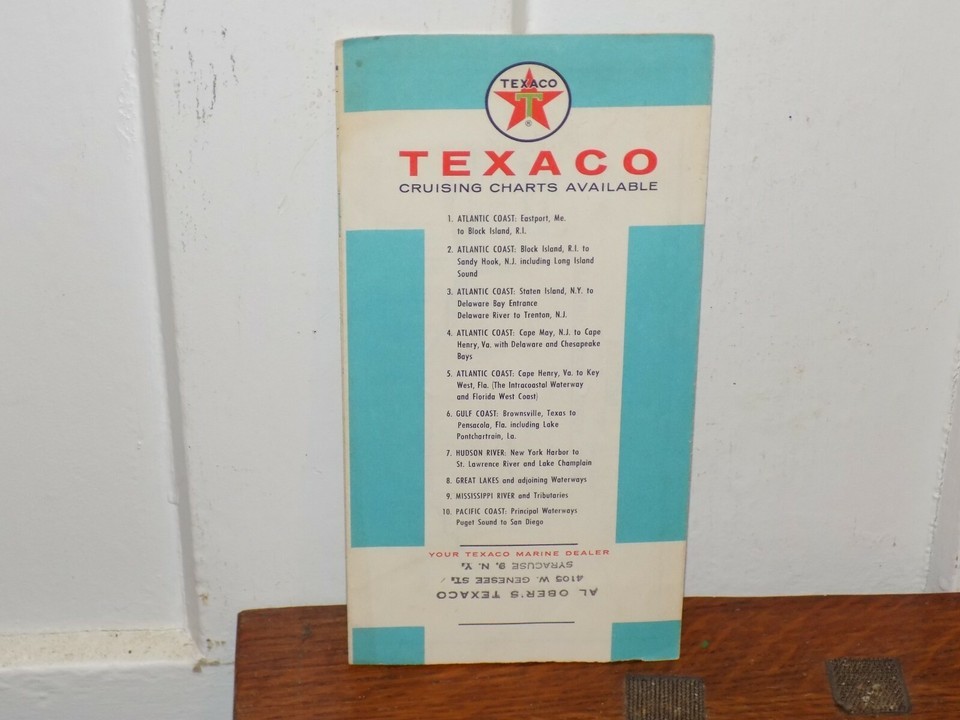 TEXACO
T
®
TEXACO
CRUISING CHARTS AVAILABLE
1. ATLANTIC COAST: Eastport, Me.
to Block Island, R.I.
2. ATLANTIC COAST: Block Island, R.I. to
Sandy Hook, N.J. including Long Island
Sound
3. ATLANTIC COAST: Staten Island, N.Y. to
Delaware Bay Entrance
Delaware River to Trenton, N.J.
4. ATLANTIC COAST: Cape May, N.J. to Cape
Henry, Va. with Delaware and Chesapeake
Bays
5. ATLANTIC COAST: Cape Henry, Va. to Key
West, Fla. (The Intracoastal Waterway
and Florida West Coast)
6. GULF COAST: Brownsville, Texas to
Pensacola, Fla. including Lake
Pontchartrain, La.
7. HUDSON RIVER: New York Harbor to
St. Lawrence River and Lake Champlain
8. GREAT LAKES and adjoining Waterways
9. MISSISSIPPI RIVER and Tributaries
10. PACIFIC COAST: Principal Waterways
Puget Sound to San Diego
YOUR TEXACO MARINE DEALER
AL OBER'S TEXACO
4105 W. GENESEE ST.
SYRACUSE 9, N. Y.